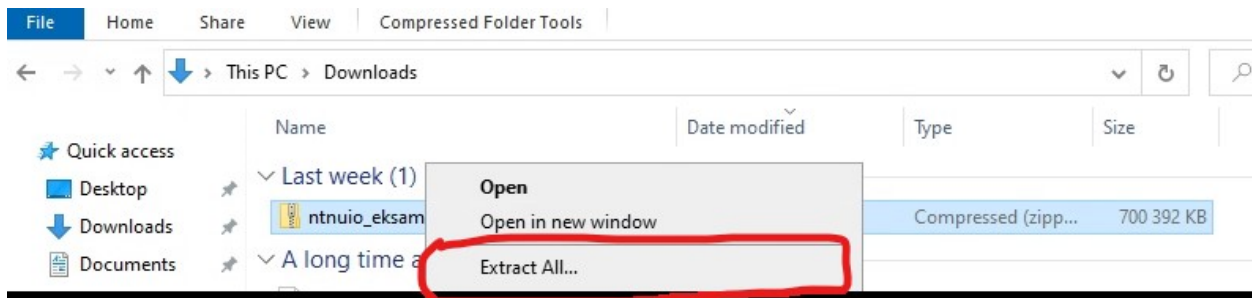 File Home Share View Compressed Folder Tools
This PC > Downloads
Name Date modified Type Size
Quick access
Last week (1)
Desktop
Open
ntnuio_eksam Compressed (zipp... 700 392 KB
Open in new window
Downloads
A long time a
Extract All...
Documents